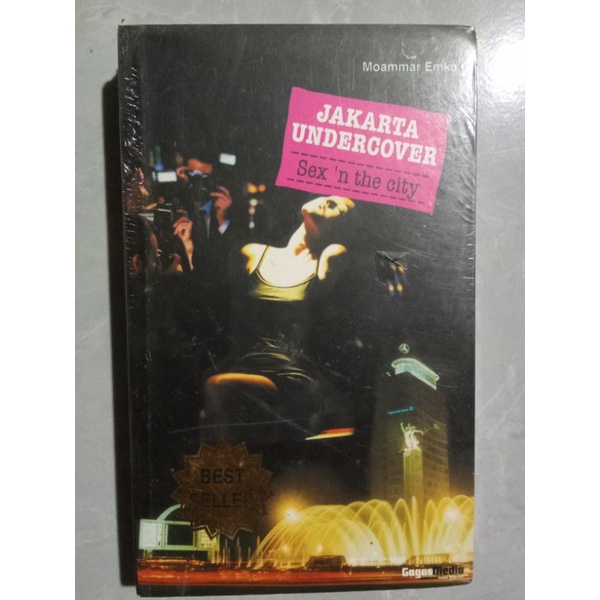 Moammar Emka
JAKARTA
UNDERCOVER
Sex 'n the city
BEST
SELLER
GagasMedia